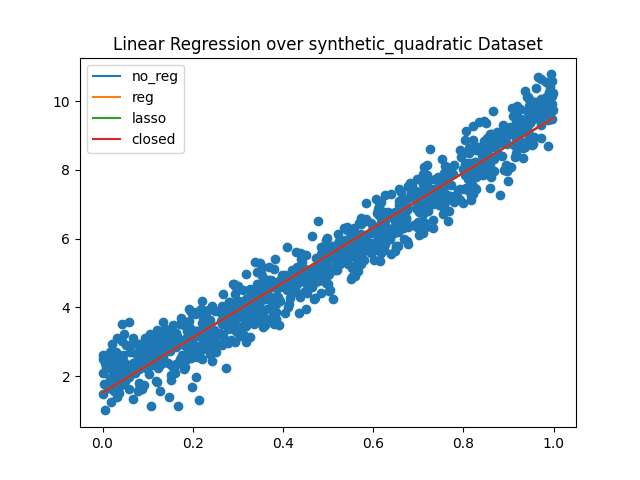 Linear Regression over synthetic_quadratic Dataset
no_reg
reg
lasso
closed
10
8
6
4
2
0.0 0.2 0.4 0.6 0.8 1.0